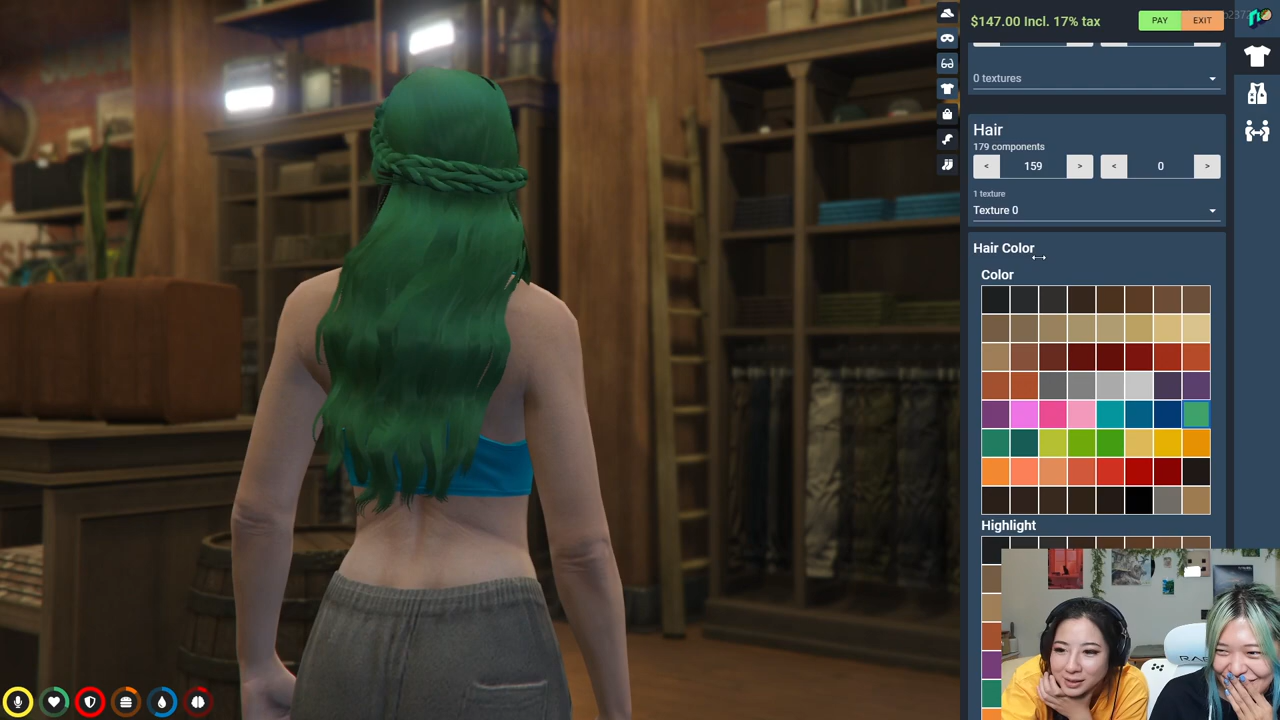 $147.00 Incl. 17% tax
PAY
EXIT
0 textures
Hair
179 components
< 159 >
< 0 >
1 texture
Texture 0
Hair Color
Color
Highlight